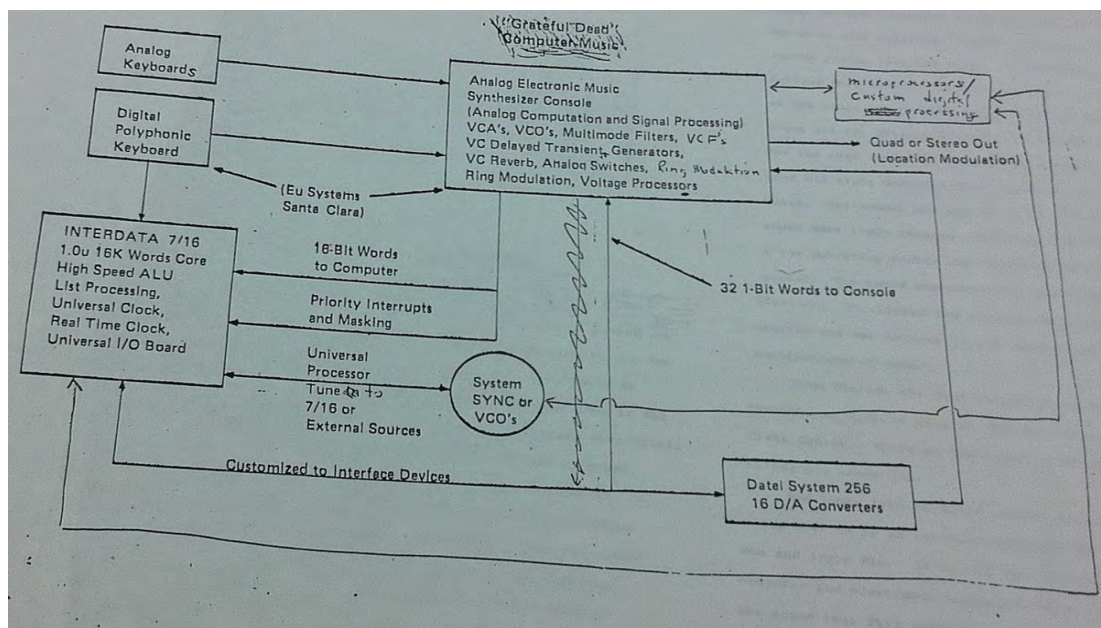 "Grateful Dead"
Computer Music
Analog
Keyboards
Digital
Polyphonic
Keyboard
Analog Electronic Music
Synthesizer Console
(Analog Computation and Signal Processing)
VCA's, VCO's, Multimode Filters, VCF's
VC Delayed Transient Generators,
VC Reverb, Analog Switches, Ring Modulation
Ring Modulation, Voltage Processors
microprocessors/
Custom digital
processing
Quad or Stereo Out
(Location Modulation)
(Eu Systems
Santa Clara)
INTERDATA 7/16
1.0u 16K Words Core
High Speed ALU
List Processing,
Universal Clock,
Real Time Clock,
Universal I/O Board
16-Bit Words
to Computer
Priority Interrupts
and Masking
32 1-Bit Words to Console
Universal
Processor
Tune to
7/16 or
External Sources
System
SYNC or
VCO's
Customized to Interface Devices
Datel System 256
16 D/A Converters